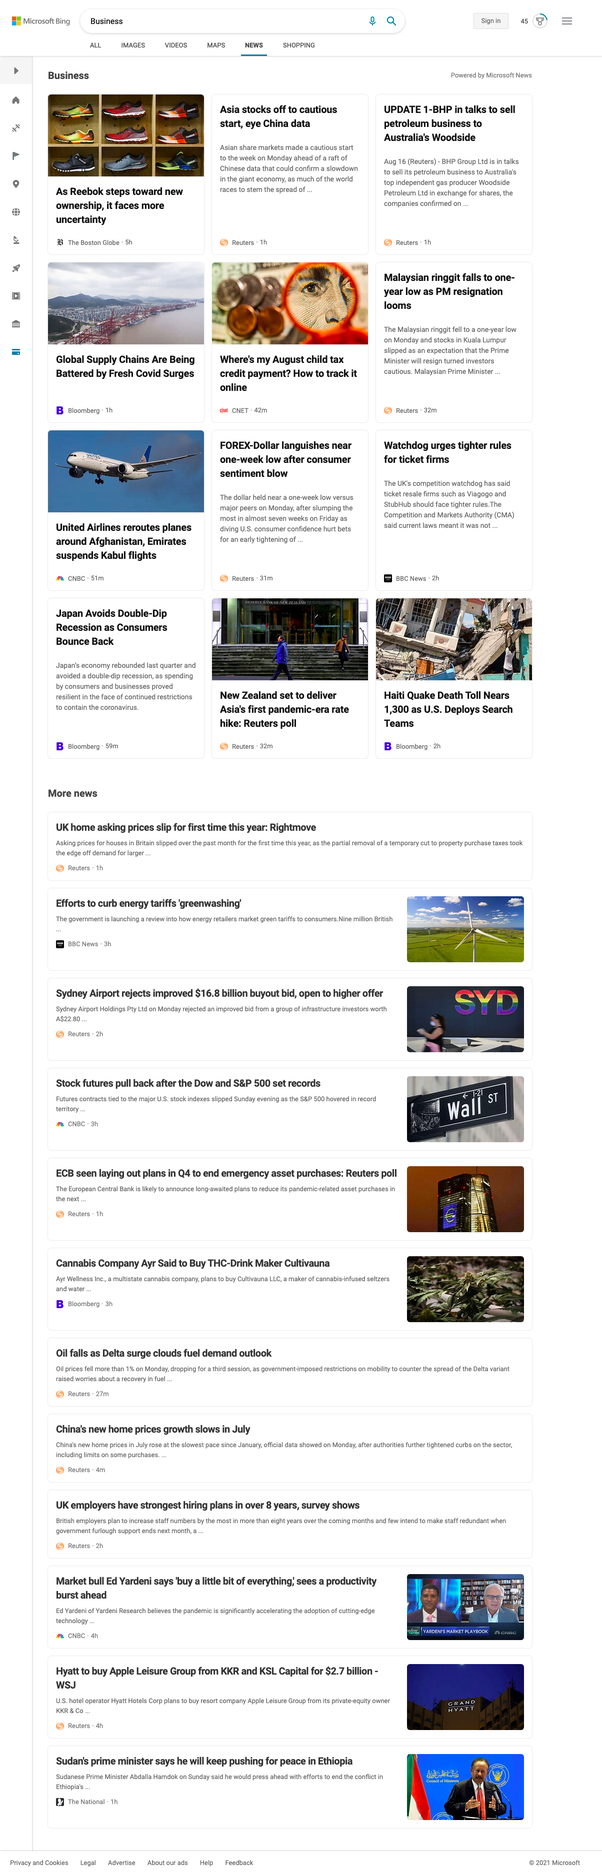 Microsoft Bing
Business
Sign in
45
ALL IMAGES VIDEOS MAPS NEWS SHOPPING
Business
Powered by Microsoft News
As Reebok steps toward new
ownership, it faces more
uncertainty
The Boston Globe · 5h
Asia stocks off to cautious
start, eye China data
Asian share markets made a cautious start
to the week on Monday ahead of a raft of
Chinese data that could confirm a slowdown
in the giant economy, as much of the world
races to stem the spread of ...
Reuters · 1h
UPDATE 1-BHP in talks to sell
petroleum business to
Australia's Woodside
Aug 16 (Reuters) - BHP Group Ltd is in talks
to sell its petroleum business to Australia's
top independent gas producer Woodside
Petroleum Ltd in exchange for shares, the
companies confirmed on ...
Reuters · 1h
Global Supply Chains Are Being
Battered by Fresh Covid Surges
Bloomberg · 1h
Where's my August child tax
credit payment? How to track it
online
CNET · 42m
Malaysian ringgit falls to one-
year low as PM resignation
looms
The Malaysian ringgit fell to a one-year low
on Monday and stocks in Kuala Lumpur
slipped as an expectation that the Prime
Minister will resign turned investors
cautious. Malaysian Prime Minister ...
Reuters · 32m
United Airlines reroutes planes
around Afghanistan, Emirates
suspends Kabul flights
CNBC · 51m
FOREX-Dollar languishes near
one-week low after consumer
sentiment blow
The dollar held near a one-week low versus
major peers on Monday, after slumping the
most in almost seven weeks on Friday as
diving U.S. consumer confidence hurt bets
for an early tightening of ...
Reuters · 31m
Watchdog urges tighter rules
for ticket firms
The UK's competition watchdog has said
ticket resale firms such as Viagogo and
StubHub should face tighter rules.The
Competition and Markets Authority (CMA)
said current laws meant it was not ...
BBC News · 2h
Japan Avoids Double-Dip
Recession as Consumers
Bounce Back
Japan's economy rebounded last quarter and
avoided a double-dip recession, as spending
by consumers and businesses proved
resilient in the face of continued restrictions
to contain the coronavirus.
Bloomberg · 59m
New Zealand set to deliver
Asia's first pandemic-era rate
hike: Reuters poll
Reuters · 32m
Haiti Quake Death Toll Nears
1,300 as U.S. Deploys Search
Teams
Bloomberg · 2h
More news
UK home asking prices slip for first time this year: Rightmove
Asking prices for houses in Britain slipped over the past month for the first time this year, as the partial removal of a temporary cut to property purchase taxes took
the edge off demand for larger ...
Reuters · 1h
Efforts to curb energy tariffs 'greenwashing'
The government is launching a review into how energy retailers market green tariffs to consumers.Nine million British
...
BBC News · 3h
Sydney Airport rejects improved $16.8 billion buyout bid, open to higher offer
Sydney Airport Holdings Pty Ltd on Monday rejected an improved bid from a group of infrastructure investors worth
A$22.80 ...
Reuters · 2h
SYD
Stock futures pull back after the Dow and S&P 500 set records
Futures contracts tied to the major U.S. stock indexes slipped Sunday evening as the S&P 500 hovered in record
territory ...
CNBC · 3h
← 1-21
Wall ST
ECB seen laying out plans in Q4 to end emergency asset purchases: Reuters poll
The European Central Bank is likely to announce long-awaited plans to reduce its pandemic-related asset purchases in
the next ...
Reuters · 1h
Cannabis Company Ayr Said to Buy THC-Drink Maker Cultivauna
Ayr Wellness Inc., a multistate cannabis company, plans to buy Cultivauna LLC, a maker of cannabis-infused seltzers
and water ...
Bloomberg · 3h
Oil falls as Delta surge clouds fuel demand outlook
Oil prices fell more than 1% on Monday, dropping for a third session, as government-imposed restrictions on mobility to counter the spread of the Delta variant
raised worries about a recovery in fuel ...
Reuters · 27m
China's new home prices growth slows in July
China's new home prices in July rose at the slowest pace since January, official data showed on Monday, after authorities further tightened curbs on the sector,
including limits on some purchases. ...
Reuters · 4m
UK employers have strongest hiring plans in over 8 years, survey shows
British employers plan to increase staff numbers by the most in more than eight years over the coming months and few intend to make staff redundant when
government furlough support ends next month, a ...
Reuters · 2h
Market bull Ed Yardeni says 'buy a little bit of everything,' sees a productivity
burst ahead
Ed Yardeni of Yardeni Research believes the pandemic is significantly accelerating the adoption of cutting-edge
technology ...
CNBC · 4h
YARDENI'S MARKET PLAYBOOK
CNBC
Hyatt to buy Apple Leisure Group from KKR and KSL Capital for $2.7 billion -
WSJ
U.S. hotel operator Hyatt Hotels Corp plans to buy resort company Apple Leisure Group from its private-equity owner
KKR & Co ...
Reuters · 4h
GRAND
HYATT
Sudan's prime minister says he will keep pushing for peace in Ethiopia
Sudanese Prime Minister Abdalla Hamdok on Sunday said he would press ahead with efforts to end the conflict in
Ethiopia's ...
The National · 1h
Council of Ministers
Privacy and Cookies Legal Advertise About our ads Help Feedback
© 2021 Microsoft